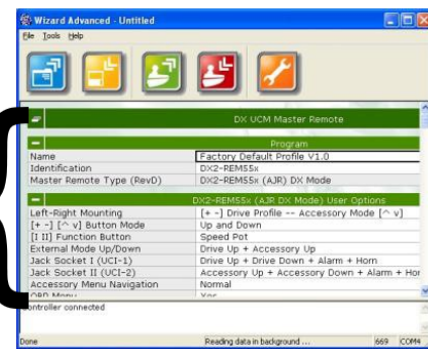 Wizard Advanced - Untitled
File Tools Help
DX UCM Master Remote
Program
Name Factory Default Profile V1.0
Identification DX2-REM55x
Master Remote Type (RevD) DX2-REM55x (AJR) DX Mode
DX2-REM55x (AJR DX Mode) User Options
Left-Right Mounting [+ -] Drive Profile -- Accessory Mode [^ v]
[+ -] [^ v] Button Mode Up and Down
[I II] Function Button Speed Pot
External Mode Up/Down Drive Up + Accessory Up
Jack Socket I (UCI-1) Drive Up + Drive Down + Alarm + Horn
Jack Socket II (UCI-2) Accessory Up + Accessory Down + Alarm + Hor
Accessory Menu Navigation Normal
OBP Menu Yes
ontroller connected
Done Reading data in background ... 669 COM4